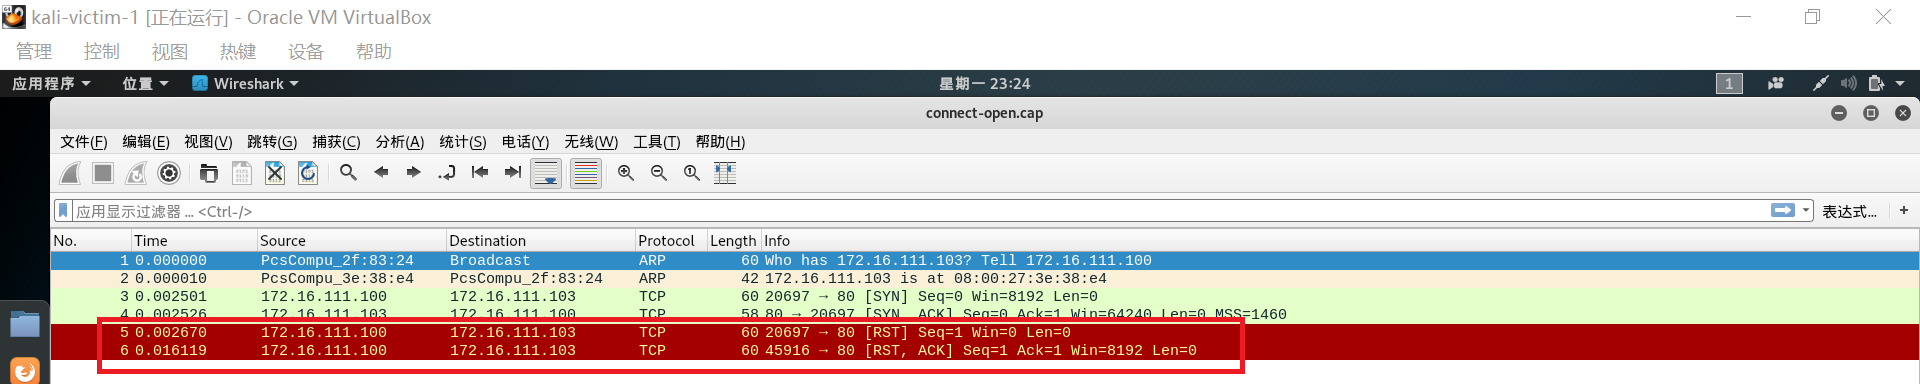 kali-victim-1 [正在运行] - Oracle VM VirtualBox
管理 控制 视图 热键 设备 帮助
应用程序 位置 Wireshark 星期一 23:24 1
connect-open.cap
文件(F) 编辑(E) 视图(V) 跳转(G) 捕获(C) 分析(A) 统计(S) 电话(Y) 无线(W) 工具(T) 帮助(H)
应用显示过滤器 … <Ctrl-/> 表达式… +
No. Time Source Destination Protocol Length Info
1 0.000000 PcsCompu_2f:83:24 Broadcast ARP 60 Who has 172.16.111.103? Tell 172.16.111.100
2 0.000010 PcsCompu_3e:38:e4 PcsCompu_2f:83:24 ARP 42 172.16.111.103 is at 08:00:27:3e:38:e4
3 0.002501 172.16.111.100 172.16.111.103 TCP 60 20697 → 80 [SYN] Seq=0 Win=8192 Len=0
4 0.002526 172.16.111.103 172.16.111.100 TCP 58 80 → 20697 [SYN, ACK] Seq=0 Ack=1 Win=64240 Len=0 MSS=1460
5 0.002670 172.16.111.100 172.16.111.103 TCP 60 20697 → 80 [RST] Seq=1 Win=0 Len=0
6 0.016119 172.16.111.100 172.16.111.103 TCP 60 45916 → 80 [RST, ACK] Seq=1 Ack=1 Win=8192 Len=0